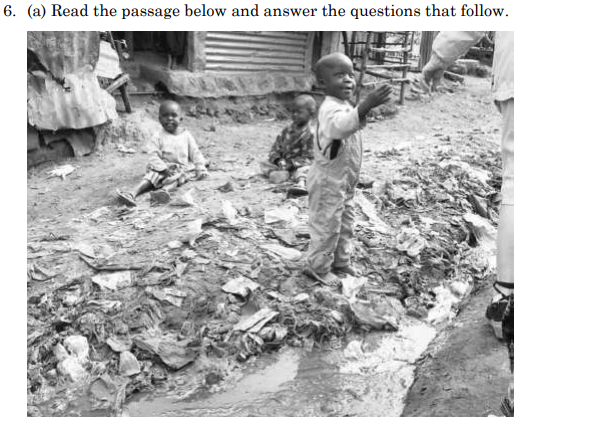 6. (a) Read the passage below and answer the questions that follow.